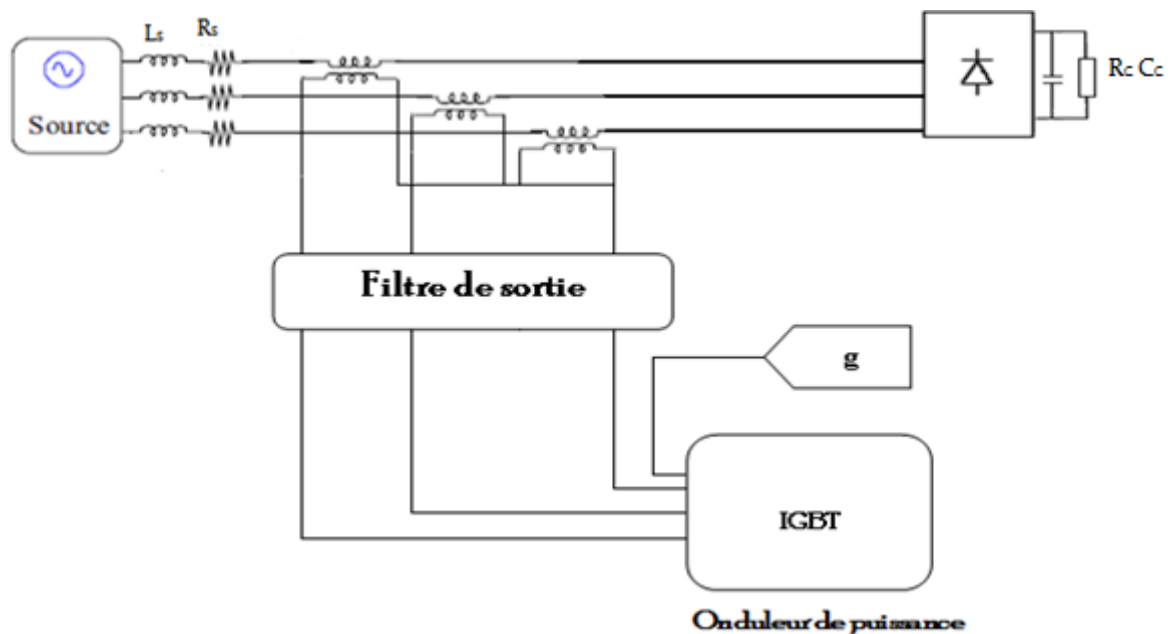 Ls Rs
Source
Rc Cc
Filtre de sortie
g
IGBT
Onduleur de puissance